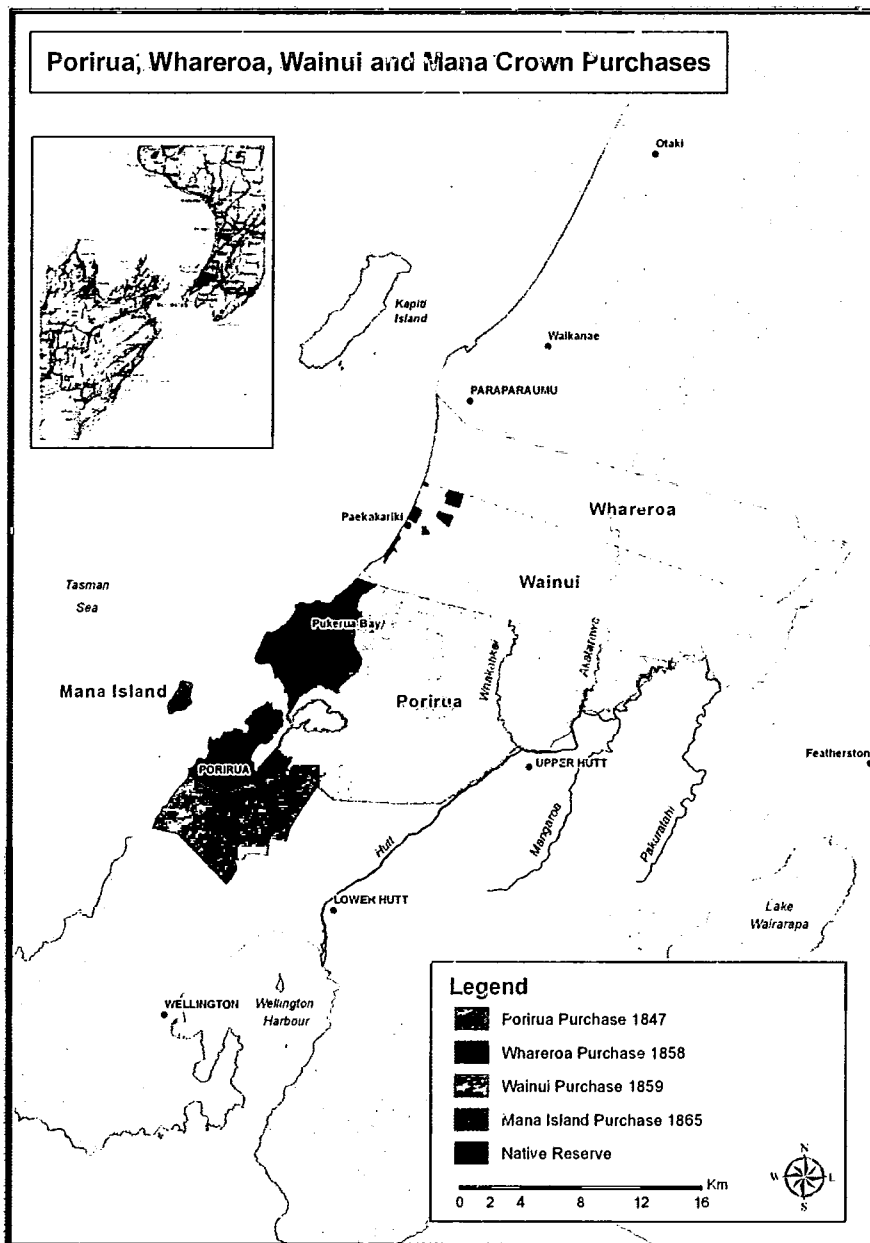 Porirua, Whareroa, Wainui and Mana Crown Purchases
Otaki
Kapiti
Island
Waikanae
PARAPARAUMU
Whareroa
Paekakariki
Tasman
Sea
Wainui
Pukerua Bay
Whakatikei
Akatarawa
Mana Island
Porirua
PORIRUA
UPPER HUTT
Featherston
Hutt
Mangaroa
Pakuratahi
LOWER HUTT
Lake
Wairarapa
WELLINGTON
Wellington
Harbour
Legend
Porirua Purchase 1847
Whareroa Purchase 1858
Wainui Purchase 1859
Mana Island Purchase 1865
Native Reserve
Km
0 2 4 8 12 16
N
W
S